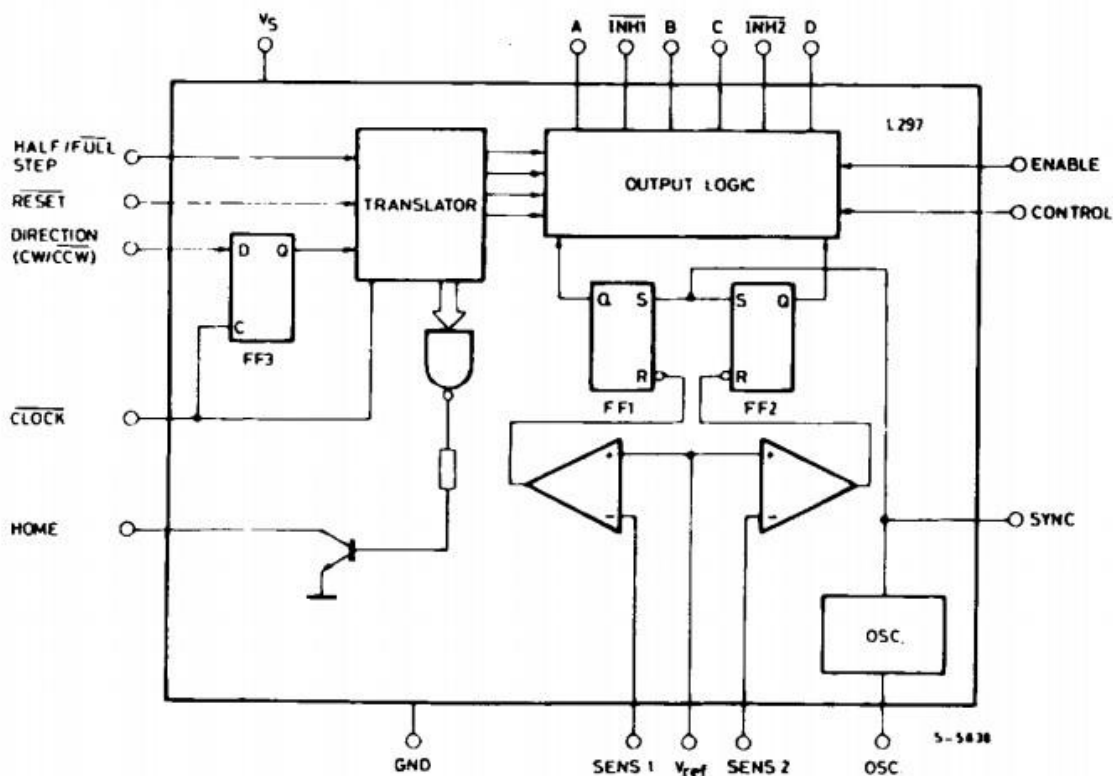 VS
A
INH1
B
C
INH2
D
L297
HALF/FULL
STEP
RESET
DIRECTION
(CW/CCW)
CLOCK
HOME
TRANSLATOR
OUTPUT LOGIC
ENABLE
CONTROL
D Q
C
FF3
Q S
R
FF1
S Q
R
FF2
+
−
+
−
SYNC
OSC.
S-5838
GND
SENS 1
Vref
SENS 2
OSC